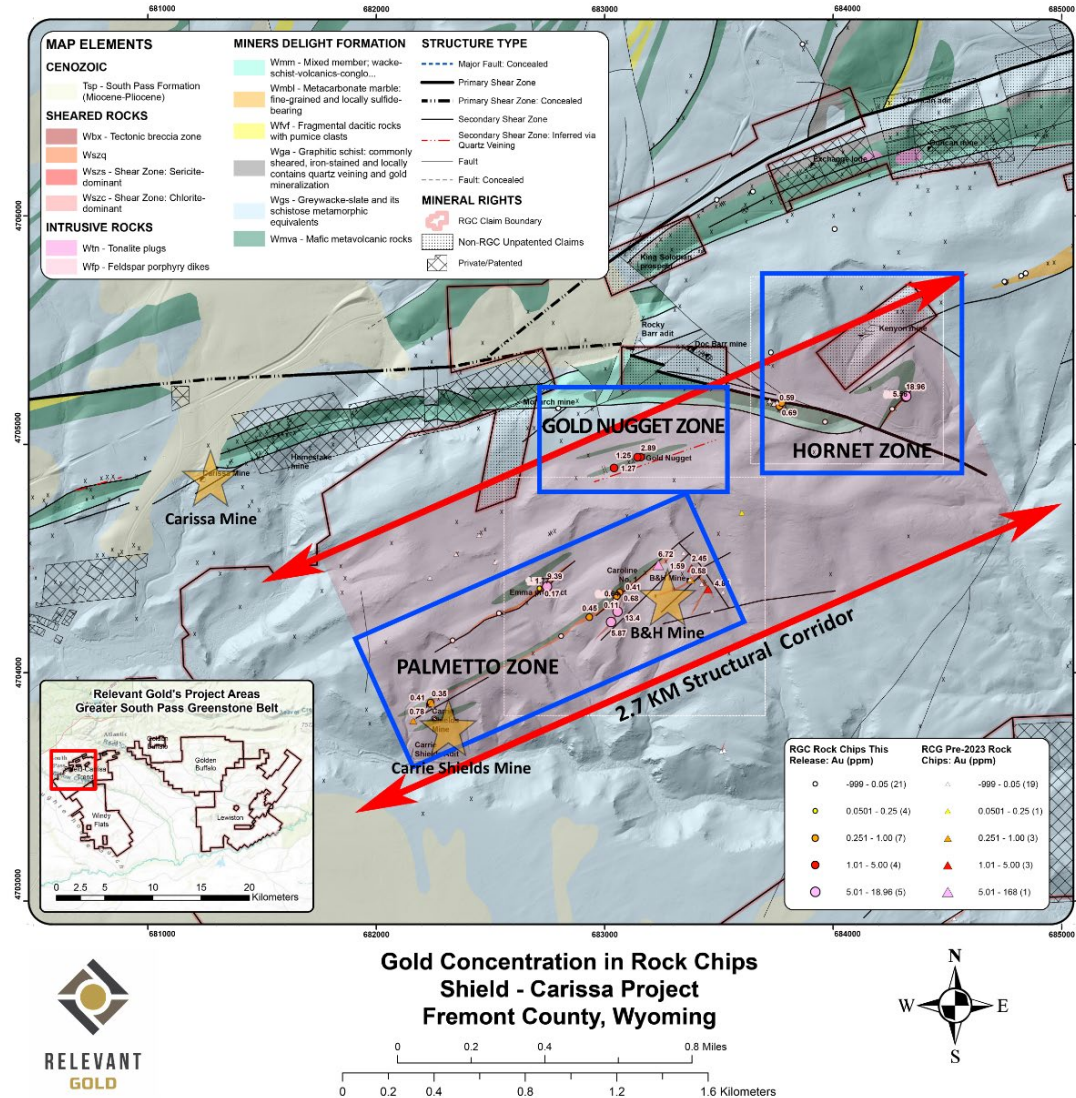 681000
682000
683000
684000
685000
MAP ELEMENTS
CENOZOIC
Tsp - South Pass Formation
(Miocene-Pliocene)
SHEARED ROCKS
Wbx - Tectonic breccia zone
Wszq
Wszs - Shear Zone: Sericite-
dominant
Wszc - Shear Zone: Chlorite-
dominant
INTRUSIVE ROCKS
Wtn - Tonalite plugs
Wfp - Feldspar porphyry dikes
MINERS DELIGHT FORMATION
Wmm - Mixed member; wacke-
schist-volcanics-conglo...
Wmbl - Metacarbonate marble:
fine-grained and locally sulfide-
bearing
Wfvf - Fragmental dacitic rocks
with pumice clasts
Wga - Graphitic schist: commonly
sheared, iron-stained and locally
contains quartz veining and gold
mineralization
Wgs - Greywacke-slate and its
schistose metamorphic
equivalents
Wmva - Mafic metavolcanic rocks
STRUCTURE TYPE
Major Fault: Concealed
Primary Shear Zone
Primary Shear Zone: Concealed
Secondary Shear Zone
Secondary Shear Zone: Inferred via
Quartz Veining
Fault
Fault: Concealed
MINERAL RIGHTS
RGC Claim Boundary
Non-RGC Unpatented Claims
Private/Patented
4706000
4705000
4704000
4703000
Duncan adir
Duncan mine
Exchange lode
King Solomon
prospect
Rocky
Barr adit
Doc Barr mine
Kenyon mine
Monarch mine
Homestake
mine
Carissa Mine
Carissa Mine
GOLD NUGGET ZONE
1.25
2.89
Gold Nugget
1.27
HORNET ZONE
0.59
0.69
18.96
5.96
PALMETTO ZONE
9.39
0.17
Caroline
0.41
0.68
0.11
13.4
0.45
5.87
6.72
1.59
2.45
0.58
B&H Mine
B&H Mine
0.41
0.35
0.78
Carrie Shields Mine
2.7 KM Structural Corridor
Relevant Gold's Project Areas
Greater South Pass Greenstone Belt
Golden
Buffalo
Golden
Buffalo
Windy
Flats
Lewiston
0 2.5 5 10 15 20
Kilometers
RGC Rock Chips This
Release: Au (ppm)
-999 - 0.05 (21)
0.0501 - 0.25 (4)
0.251 - 1.00 (7)
1.01 - 5.00 (4)
5.01 - 18.96 (5)
RCG Pre-2023 Rock
Chips: Au (ppm)
-999 - 0.05 (19)
0.0501 - 0.25 (1)
0.251 - 1.00 (3)
1.01 - 5.00 (3)
5.01 - 168 (1)
681000
682000
683000
684000
685000
RELEVANT
GOLD
Gold Concentration in Rock Chips
Shield - Carissa Project
Fremont County, Wyoming
0 0.2 0.4 0.8 Miles
0 0.2 0.4 0.8 1.2 1.6 Kilometers
N
W
E
S